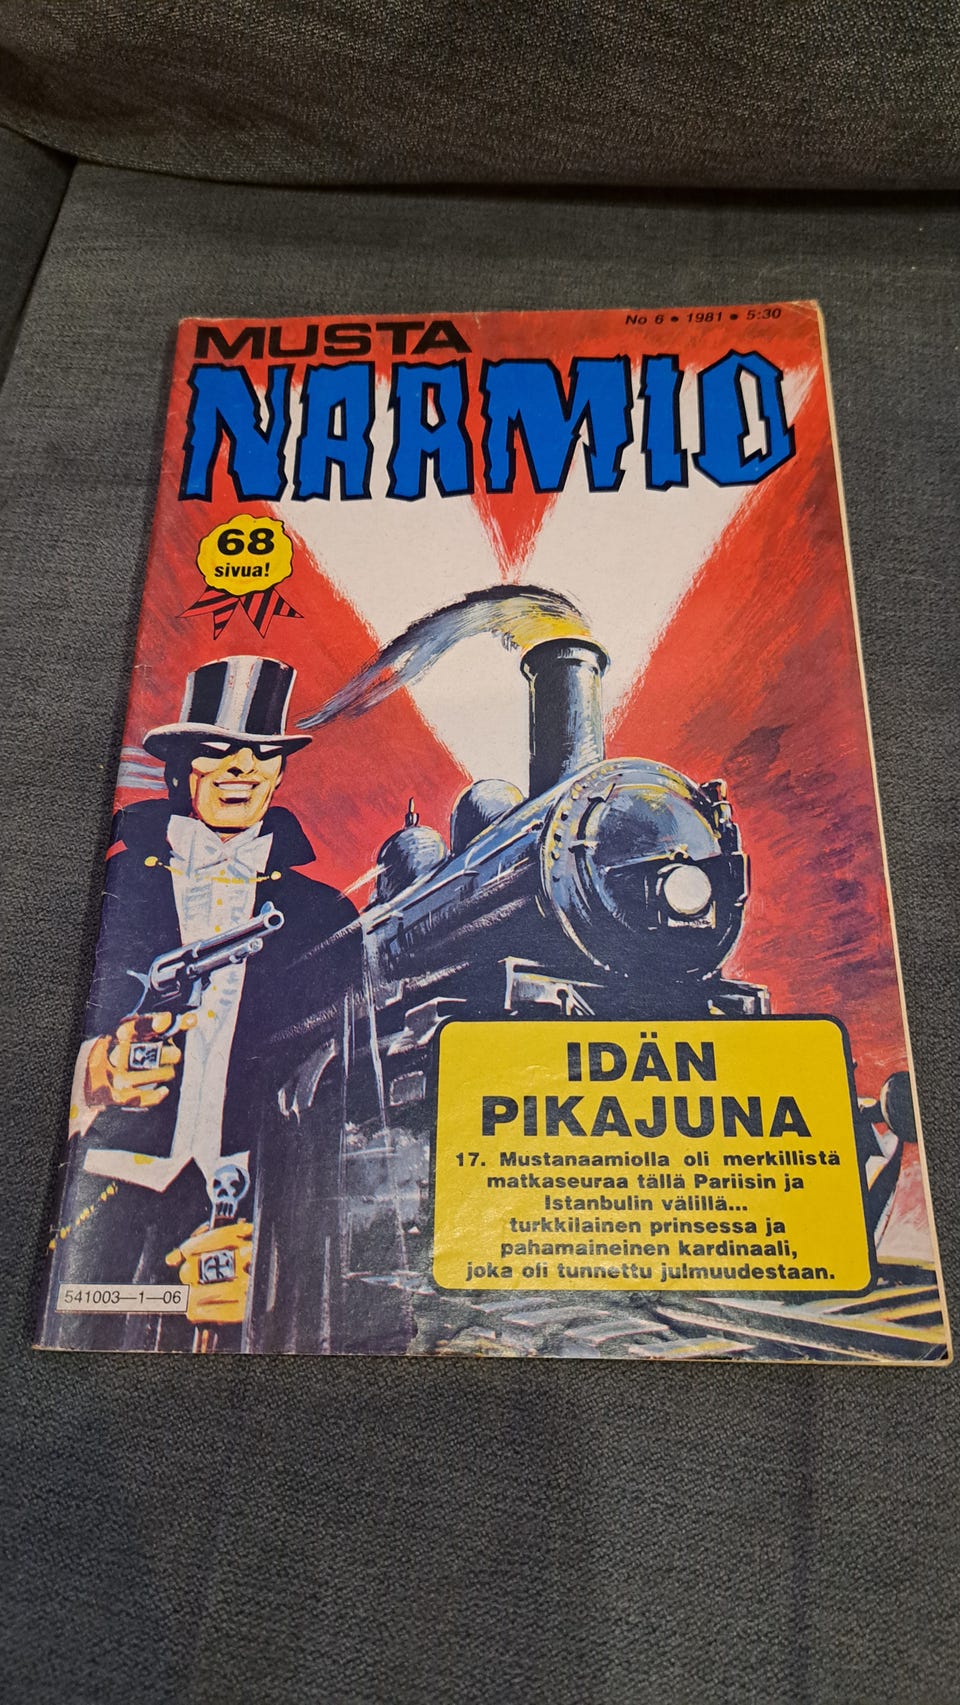 No 6 • 1981 • 5:30
MUSTA
NAAMIO
68
sivua!
IDÄN
PIKAJUNA
17. Mustanaamiolla oli merkillistä
matkaseuraa tällä Pariisin ja
Istanbulin välillä...
turkkilainen prinsessa ja
pahamaineinen kardinaali,
joka oli tunnettu julmuudestaan.
541003—1—06